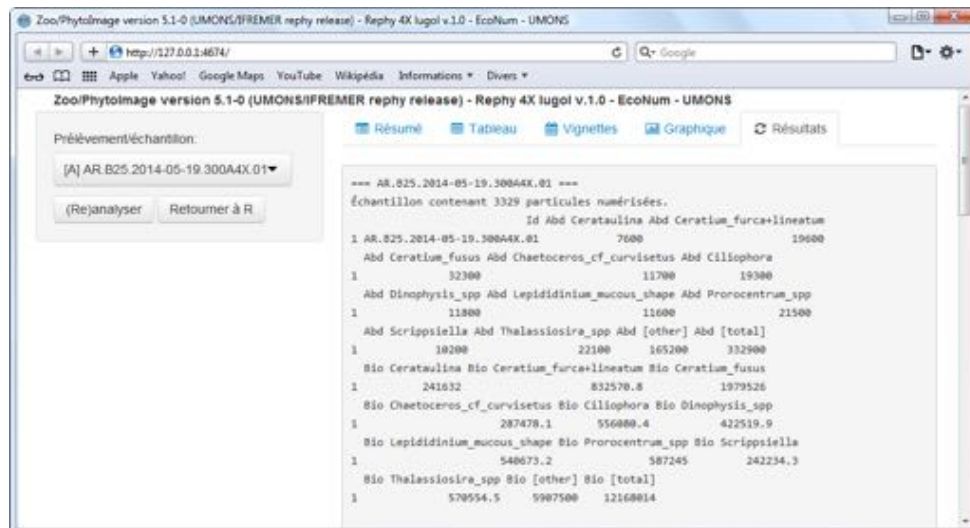 Zoo/PhytoImage version 5.1-0 (UMONS/IFREMER rephy release) - Rephy 4X lugol v.1.0 - EcoNum - UMONS
http://127.0.0.1:4674/
Google
Apple Yahoo! Google Maps YouTube Wikipédia Informations Divers
Zoo/PhytoImage version 5.1-0 (UMONS/IFREMER rephy release) - Rephy 4X lugol v.1.0 - EcoNum - UMONS
Prélèvement/échantillon:
[A] AR.B25.2014-05-19.300A4X.01
(Re)analyser Retourner à R
Résumé Tableau Vignettes Graphique Résultats
=== AR.B25.2014-05-19.300A4X.01 ===
Échantillon contenant 3329 particules numérisées.
Id Abd Cerataulina Abd Ceratium_furca+lineatum
1 AR.B25.2014-05-19.300A4X.01 7600 19600
Abd Ceratium_fusus Abd Chaetoceros_cf_curvisetus Abd Ciliophora
1 32300 11700 19300
Abd Dinophysis_spp Abd Lepididinium_mucous_shape Abd Prorocentrum_spp
1 11800 11600 21500
Abd Scrippsiella Abd Thalassiosira_spp Abd [other] Abd [total]
1 10200 22100 165200 332900
Bio Cerataulina Bio Ceratium_furca+lineatum Bio Ceratium_fusus
1 241632 832570.8 1979526
Bio Chaetoceros_cf_curvisetus Bio Ciliophora Bio Dinophysis_spp
1 287478.1 556080.4 422519.9
Bio Lepididinium_mucous_shape Bio Prorocentrum_spp Bio Scrippsiella
1 540673.2 587245 242234.3
Bio Thalassiosira_spp Bio [other] Bio [total]
1 570554.5 5907500 12168014